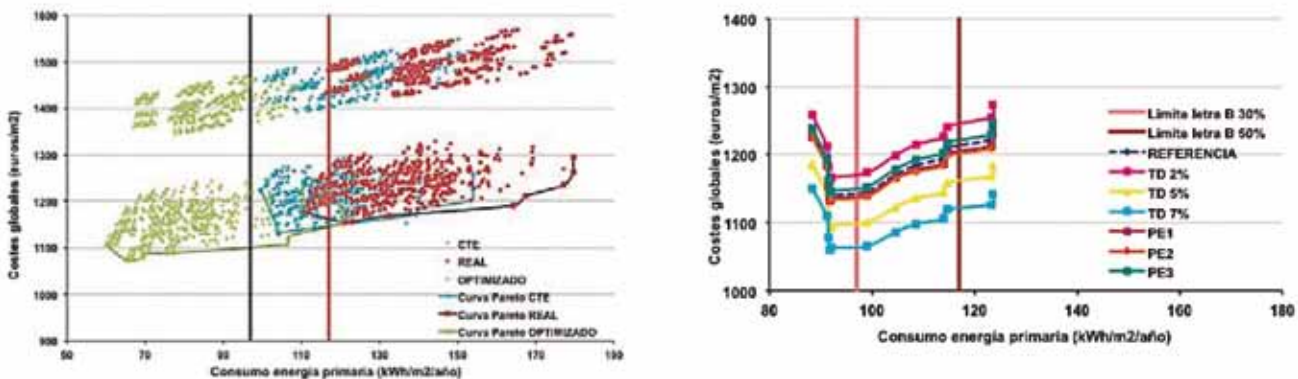 1600
1500
1400
1300
1200
1100
1000
900
Costes globales (euros/m2)
50
70
90
110
130
150
170
190
Consumo energia primaria (kWh/m2/año)
CTE
REAL
OPTIMIZADO
Curva Pareto CTE
Curva Pareto REAL
Curva Pareto OPTIMIZADO
1400
1300
1200
1100
1000
Costes globales (euros/m2)
80
100
120
140
160
180
Consumo energia primaria (kWh/m2/año)
Limite letra B 30%
Limite letra B 50%
REFERENCIA
TD 2%
TD 5%
TD 7%
PE1
PE2
PE3